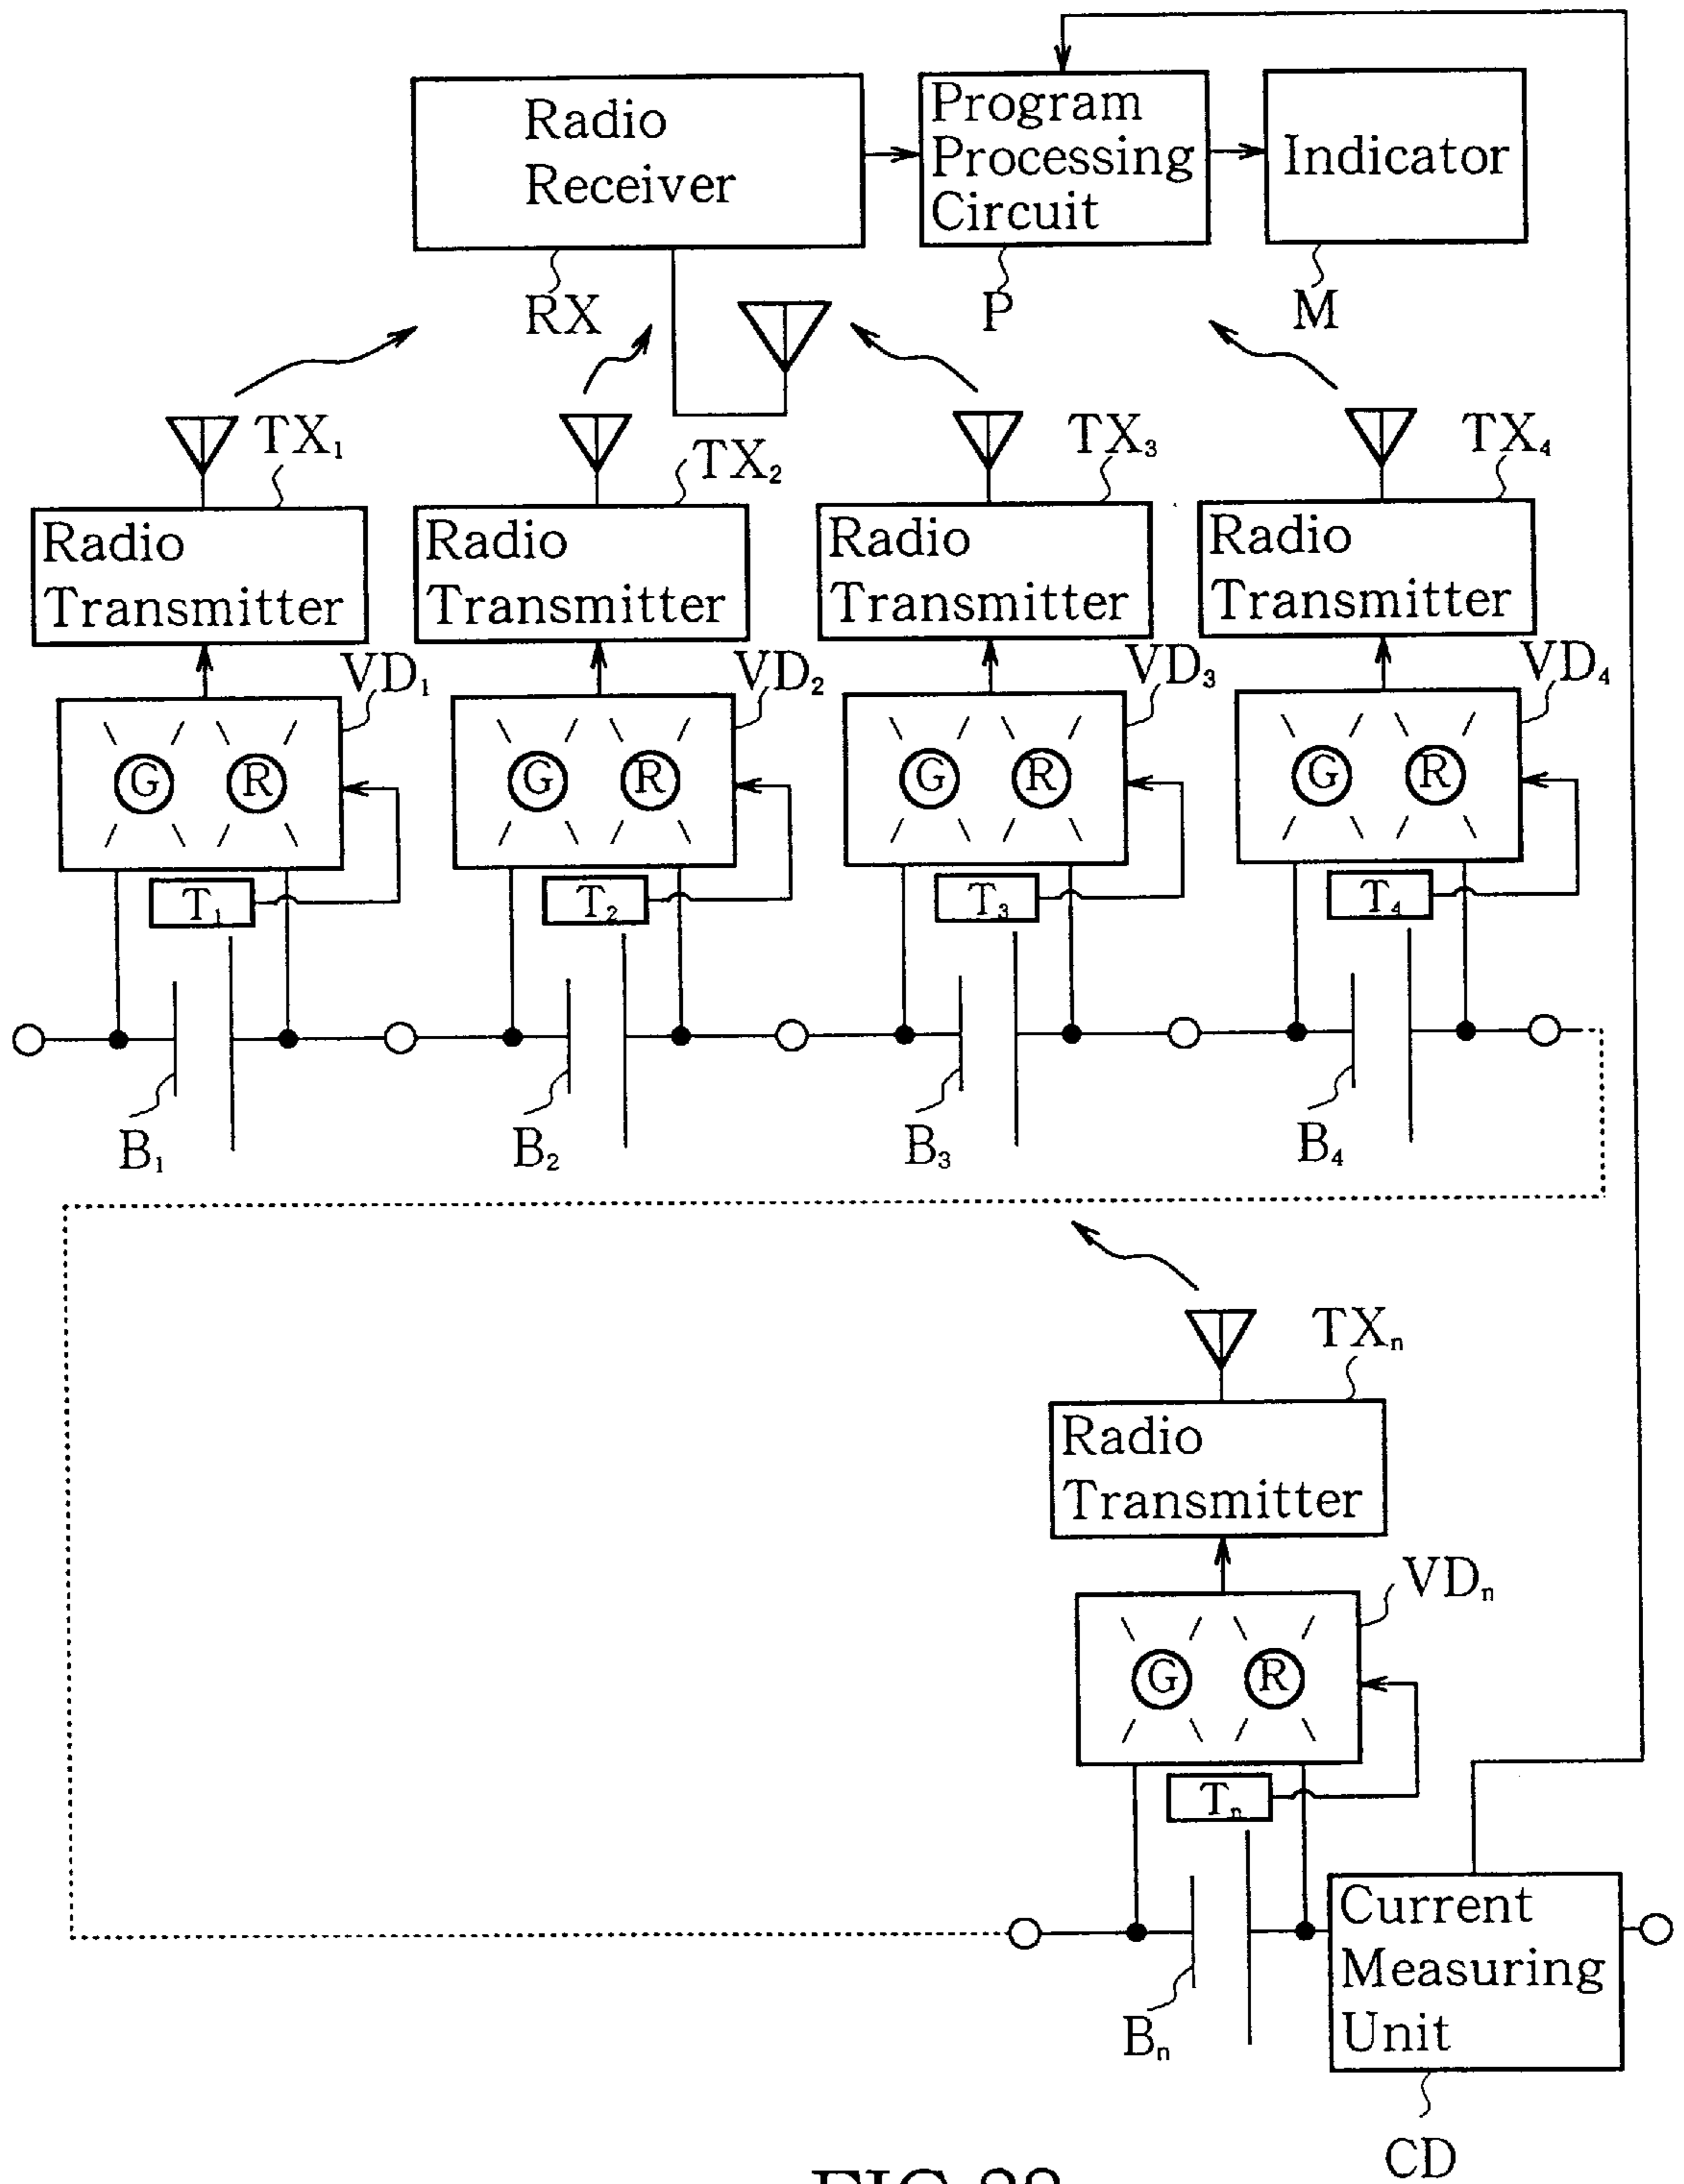 Radio
Receiver
Program
Processing
Circuit
Indicator
RX
P
M
TX₁
TX₂
TX₃
TX₄
Radio
Transmitter
Radio
Transmitter
Radio
Transmitter
Radio
Transmitter
VD₁
VD₂
VD₃
VD₄
G R
G R
G R
G R
T₁
T₂
T₃
T₄
B₁
B₂
B₃
B₄
TXₙ
Radio
Transmitter
VDₙ
G R
Tₙ
Bₙ
Current
Measuring
Unit
CD